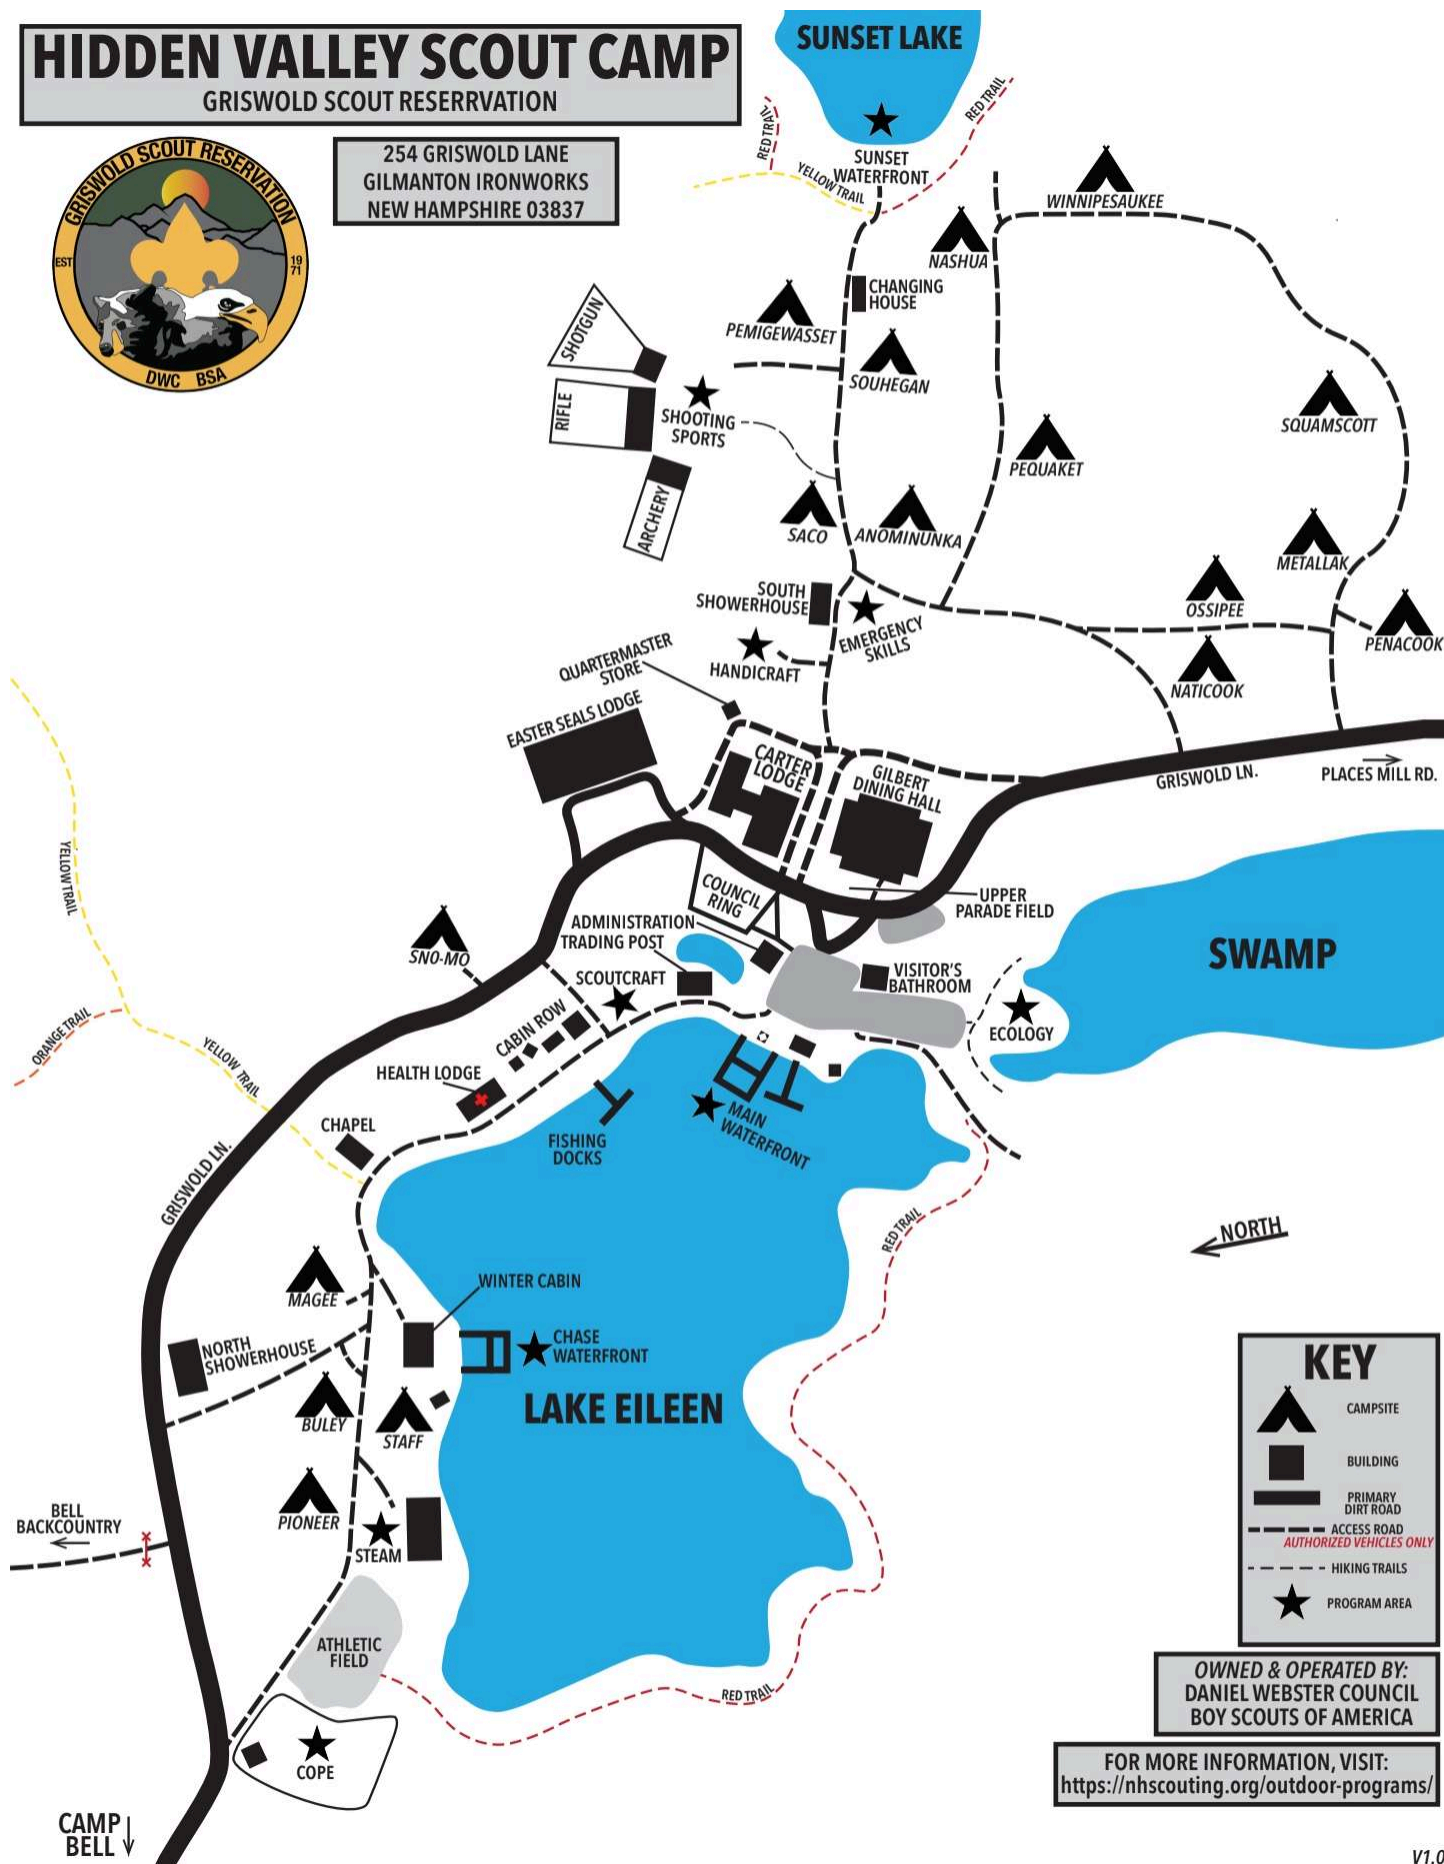 HIDDEN VALLEY SCOUT CAMP
GRISWOLD SCOUT RESERRVATION
254 GRISWOLD LANE
GILMANTON IRONWORKS
NEW HAMPSHIRE 03837
GRISWOLD SCOUT RESERVATION
EST
19
71
DWC BSA
SUNSET LAKE
RED TRAIL
RED TRAIL
SUNSET
WATERFRONT
YELLOW TRAIL
WINNIPESAUKEE
NASHUA
CHANGING
HOUSE
PEMIGEWASSET
SOUHEGAN
SHOTGUN
RIFLE
SHOOTING
SPORTS
ARCHERY
SQUAMSCOTT
PEQUAKET
SACO
ANOMINUNKA
METALLAK
OSSIPEE
PENACOOK
NATICOOK
SOUTH
SHOWERHOUSE
EMERGENCY
SKILLS
HANDICRAFT
QUARTERMASTER
STORE
EASTER SEALS LODGE
CARTER
LODGE
GILBERT
DINING HALL
GRISWOLD LN.
PLACES MILL RD.
COUNCIL
RING
UPPER
PARADE FIELD
ADMINISTRATION
TRADING POST
SWAMP
SNO-MO
SCOUTCRAFT
VISITOR'S
BATHROOM
ECOLOGY
YELLOW TRAIL
ORANGE TRAIL
YELLOW TRAIL
CABIN ROW
HEALTH LODGE
CHAPEL
FISHING
DOCKS
MAIN
WATERFRONT
GRISWOLD LN.
RED TRAIL
NORTH
MAGEE
WINTER CABIN
NORTH
SHOWERHOUSE
CHASE
WATERFRONT
LAKE EILEEN
BULEY
STAFF
PIONEER
STEAM
BELL
BACKCOUNTRY
ATHLETIC
FIELD
RED TRAIL
COPE
CAMP
BELL
KEY
CAMPSITE
BUILDING
PRIMARY
DIRT ROAD
ACCESS ROAD
AUTHORIZED VEHICLES ONLY
HIKING TRAILS
PROGRAM AREA
OWNED & OPERATED BY:
DANIEL WEBSTER COUNCIL
BOY SCOUTS OF AMERICA
FOR MORE INFORMATION, VISIT:
https://nhscouting.org/outdoor-programs/
V1.0